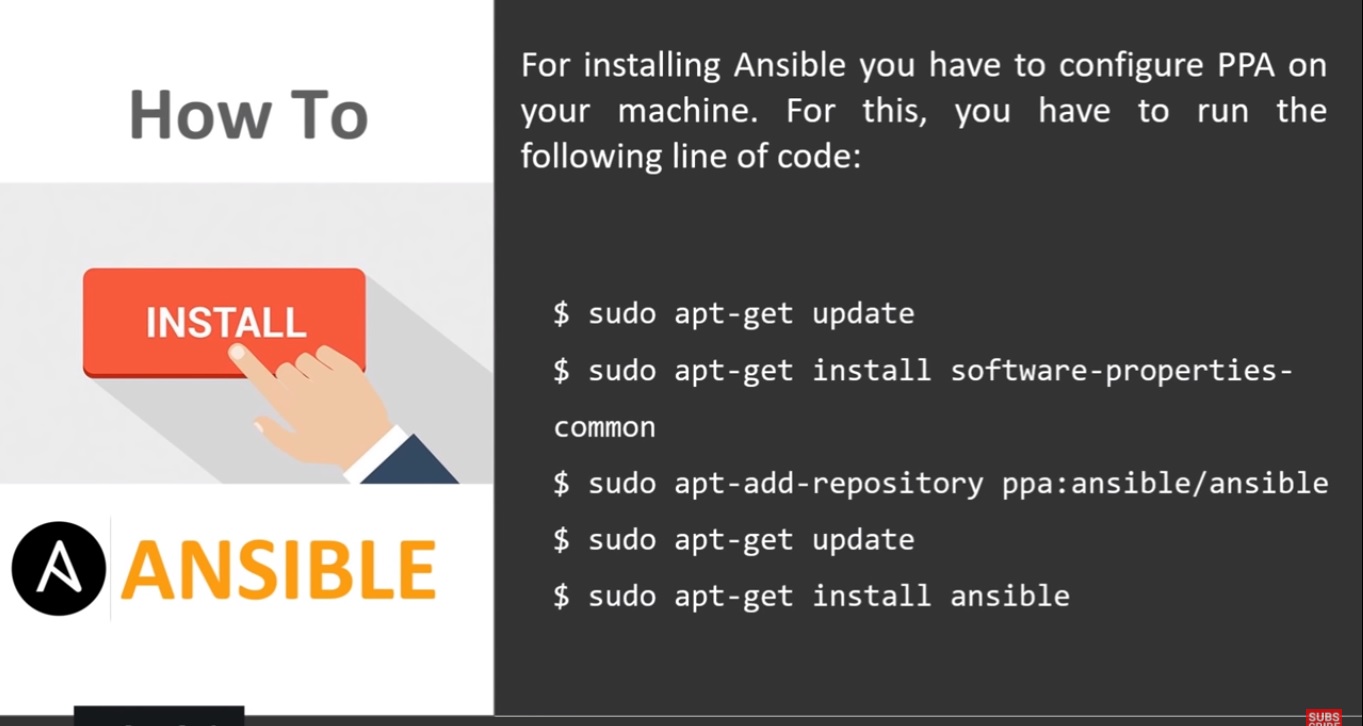 How To
INSTALL
ANSIBLE
For installing Ansible you have to configure PPA on
your machine. For this, you have to run the
following line of code:
$ sudo apt-get update
$ sudo apt-get install software-properties-
common
$ sudo apt-add-repository ppa:ansible/ansible
$ sudo apt-get update
$ sudo apt-get install ansible
SUBS